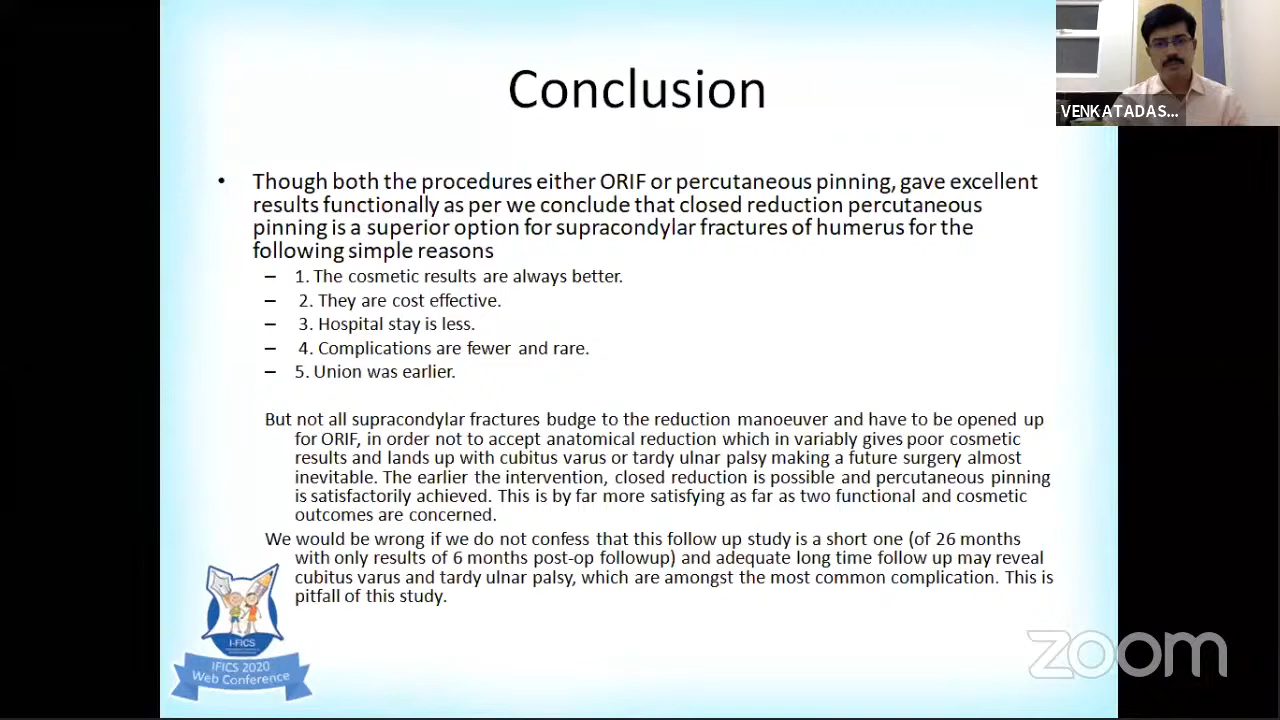 Conclusion
VENKATADAS...
• Though both the procedures either ORIF or percutaneous pinning, gave excellent
results functionally as per we conclude that closed reduction percutaneous
pinning is a superior option for supracondylar fractures of humerus for the
following simple reasons
– 1. The cosmetic results are always better.
– 2. They are cost effective.
– 3. Hospital stay is less.
– 4. Complications are fewer and rare.
– 5. Union was earlier.
But not all supracondylar fractures budge to the reduction manoeuver and have to be opened up
for ORIF, in order not to accept anatomical reduction which in variably gives poor cosmetic
results and lands up with cubitus varus or tardy ulnar palsy making a future surgery almost
inevitable. The earlier the intervention, closed reduction is possible and percutaneous pinning
is satisfactorily achieved. This is by far more satisfying as far as two functional and cosmetic
outcomes are concerned.
We would be wrong if we do not confess that this follow up study is a short one (of 26 months
with only results of 6 months post-op followup) and adequate long time follow up may reveal
cubitus varus and tardy ulnar palsy, which are amongst the most common complication. This is
pitfall of this study.
I-FICS
IFICS 2020
Web Conference
zoom